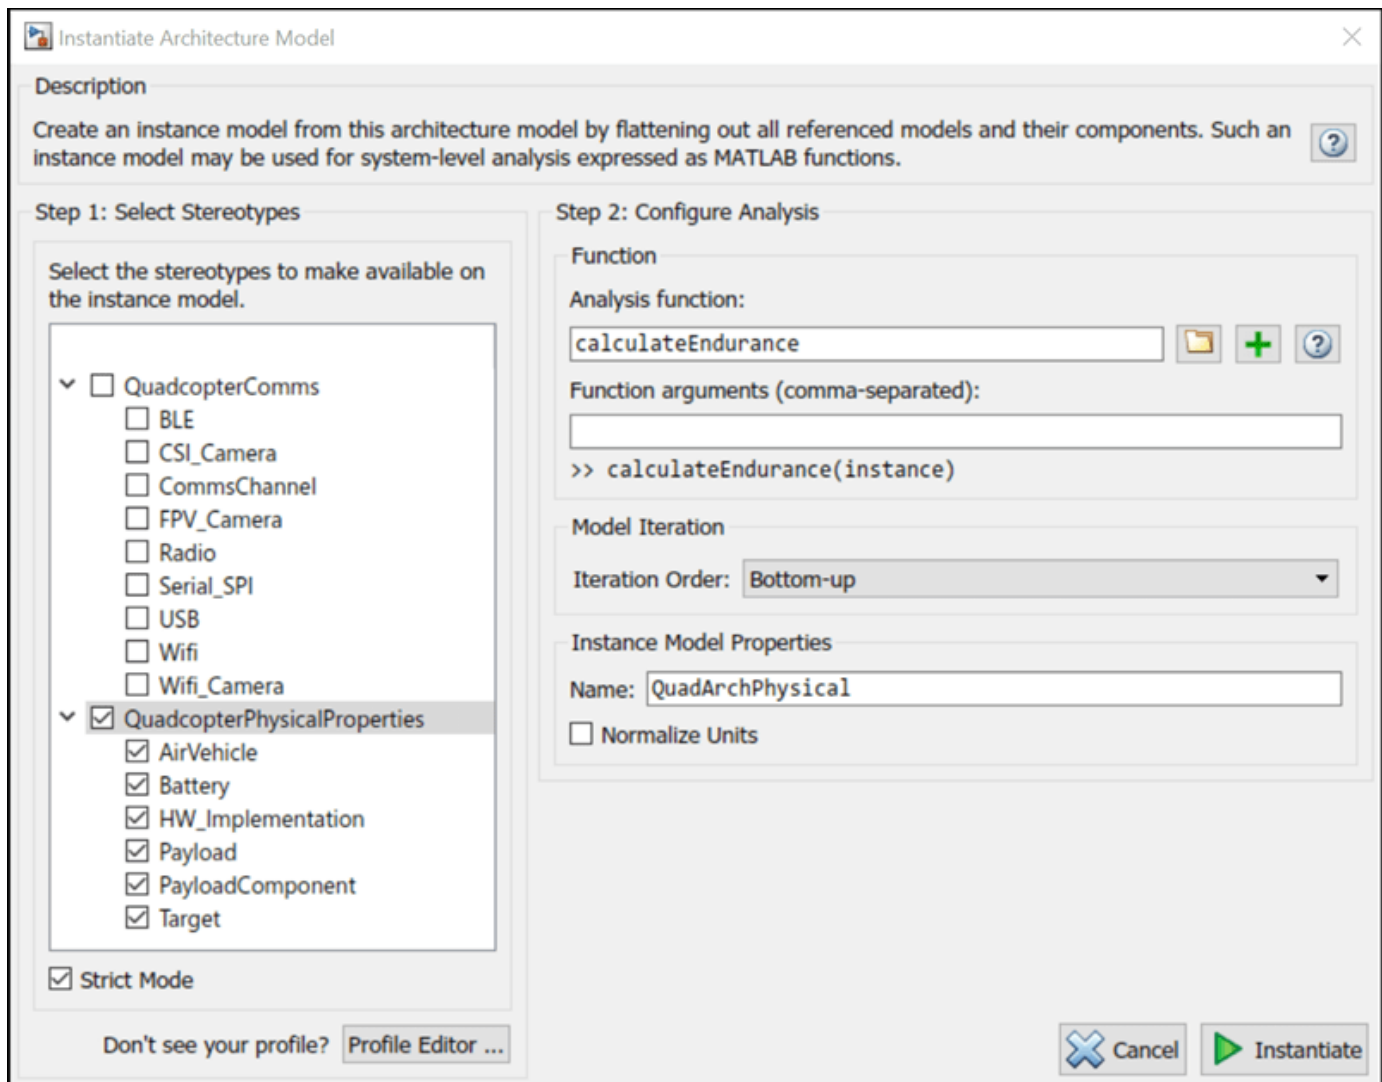 Instantiate Architecture Model
Description
Create an instance model from this architecture model by flattening out all referenced models and their components. Such an
instance model may be used for system-level analysis expressed as MATLAB functions.
Step 1: Select Stereotypes
Select the stereotypes to make available on
the instance model.
QuadcopterComms
BLE
CSI_Camera
CommsChannel
FPV_Camera
Radio
Serial_SPI
USB
Wifi
Wifi_Camera
QuadcopterPhysicalProperties
AirVehicle
Battery
HW_Implementation
Payload
PayloadComponent
Target
Strict Mode
Don't see your profile? Profile Editor ...
Step 2: Configure Analysis
Function
Analysis function:
calculateEndurance
Function arguments (comma-separated):
>> calculateEndurance(instance)
Model Iteration
Iteration Order: Bottom-up
Instance Model Properties
Name: QuadArchPhysical
Normalize Units
Cancel Instantiate